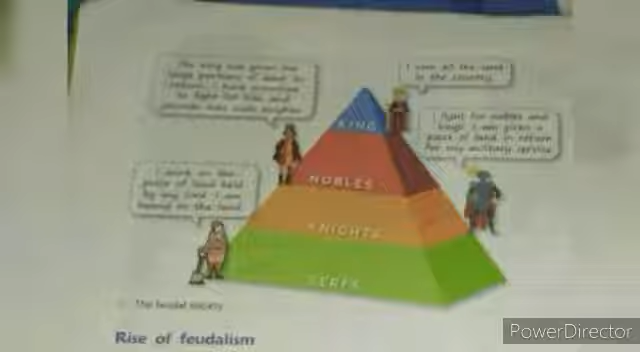 The king has given me
large portions of land. In
return, I have promised
to fight for him and
provide him with knights.
I own all the land
in the country.
I fight for nobles and
kings. I am given a
piece of land in return
for my military service
I work on the
piece of land held
by my lord. I am
bound to the land.
KING
NOBLES
KNIGHTS
SERFS
The feudal society
Rise of feudalism
PowerDirector